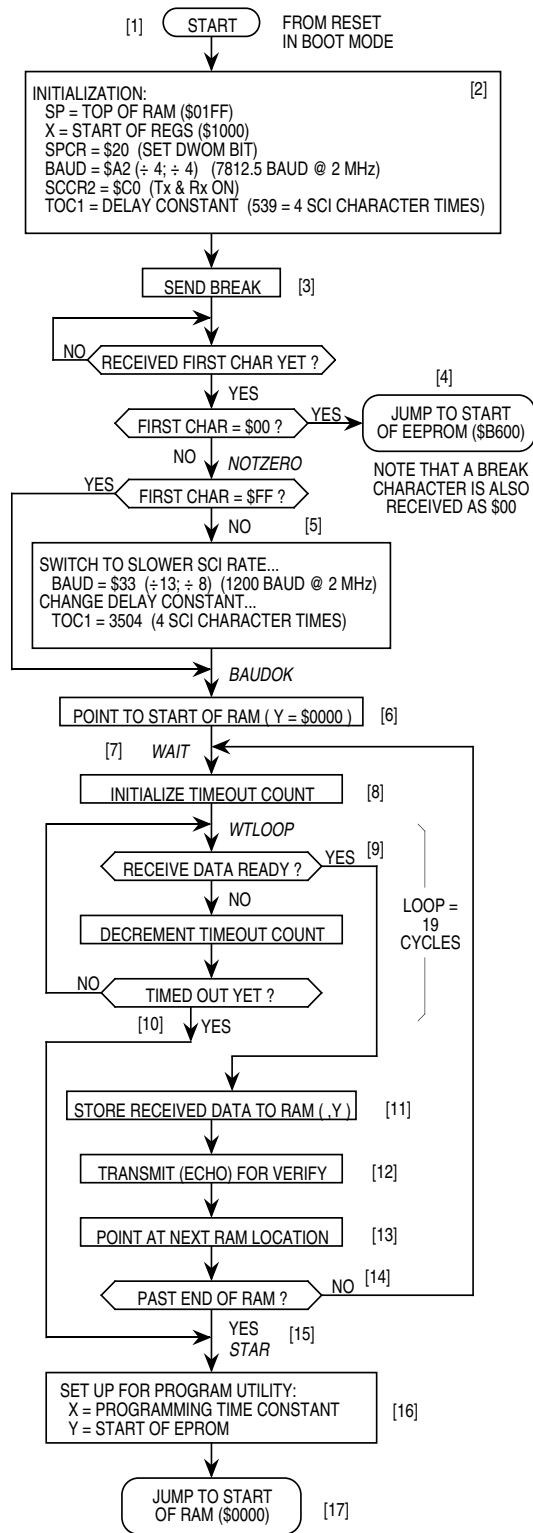 [1]
START
FROM RESET
IN BOOT MODE
[2]
INITIALIZATION:
SP = TOP OF RAM ($01FF)
X = START OF REGS ($1000)
SPCR = $20 (SET DWOM BIT)
BAUD = $A2 (÷ 4; ÷ 4) (7812.5 BAUD @ 2 MHz)
SCCR2 = $C0 (Tx & Rx ON)
TOC1 = DELAY CONSTANT (539 = 4 SCI CHARACTER TIMES)
SEND BREAK
[3]
NO
RECEIVED FIRST CHAR YET ?
YES
[4]
FIRST CHAR = $00 ?
YES
JUMP TO START
OF EEPROM ($B600)
NO
NOTZERO
NOTE THAT A BREAK
CHARACTER IS ALSO
RECEIVED AS $00
YES
FIRST CHAR = $FF ?
NO
[5]
SWITCH TO SLOWER SCI RATE...
BAUD = $33 (÷13; ÷ 8) (1200 BAUD @ 2 MHz)
CHANGE DELAY CONSTANT...
TOC1 = 3504 (4 SCI CHARACTER TIMES)
BAUDOK
POINT TO START OF RAM ( Y = $0000 )
[6]
[7]
WAIT
INITIALIZE TIMEOUT COUNT
[8]
WTLOOP
RECEIVE DATA READY ?
YES
[9]
NO
LOOP =
19
CYCLES
DECREMENT TIMEOUT COUNT
NO
TIMED OUT YET ?
[10]
YES
STORE RECEIVED DATA TO RAM ( ,Y )
[11]
TRANSMIT (ECHO) FOR VERIFY
[12]
POINT AT NEXT RAM LOCATION
[13]
PAST END OF RAM ?
NO
[14]
YES
[15]
STAR
SET UP FOR PROGRAM UTILITY:
X = PROGRAMMING TIME CONSTANT
Y = START OF EPROM
[16]
JUMP TO START
OF RAM ($0000)
[17]